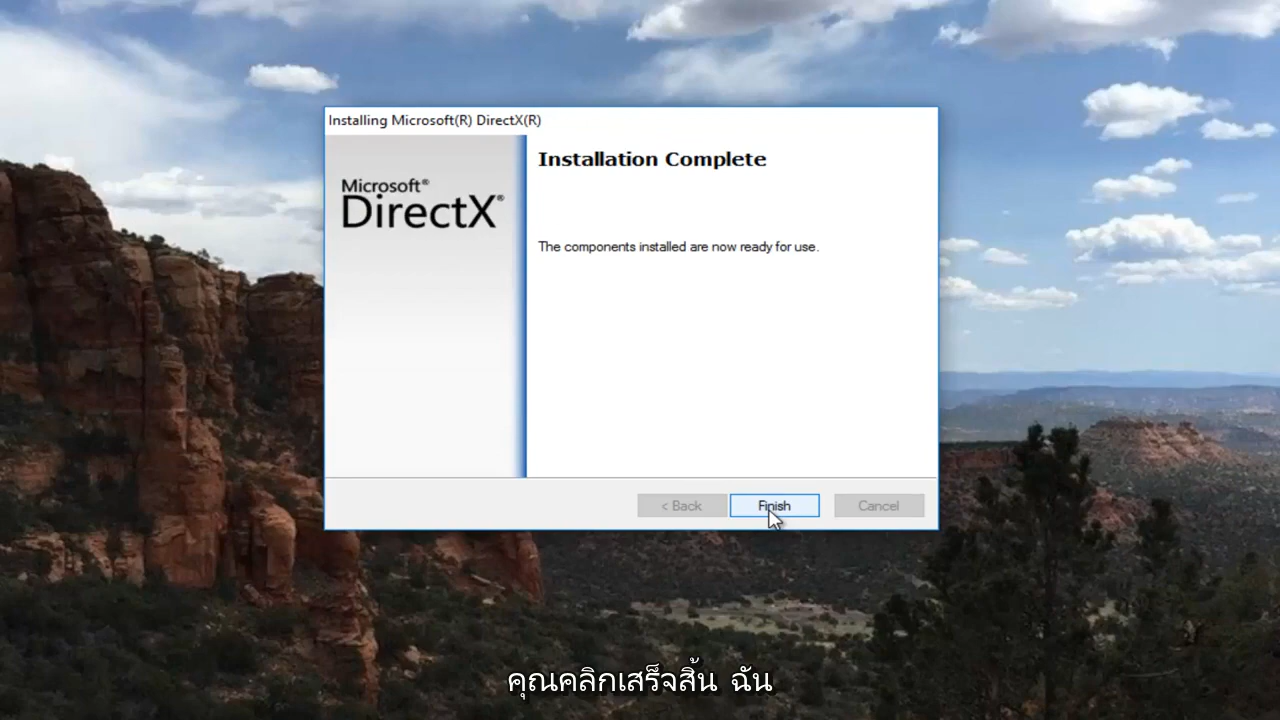 Installing Microsoft(R) DirectX(R)
Microsoft®
DirectX®
Installation Complete
The components installed are now ready for use.
< Back
Finish
Cancel
คุณคลิกเสร็จสิ้น ฉัน